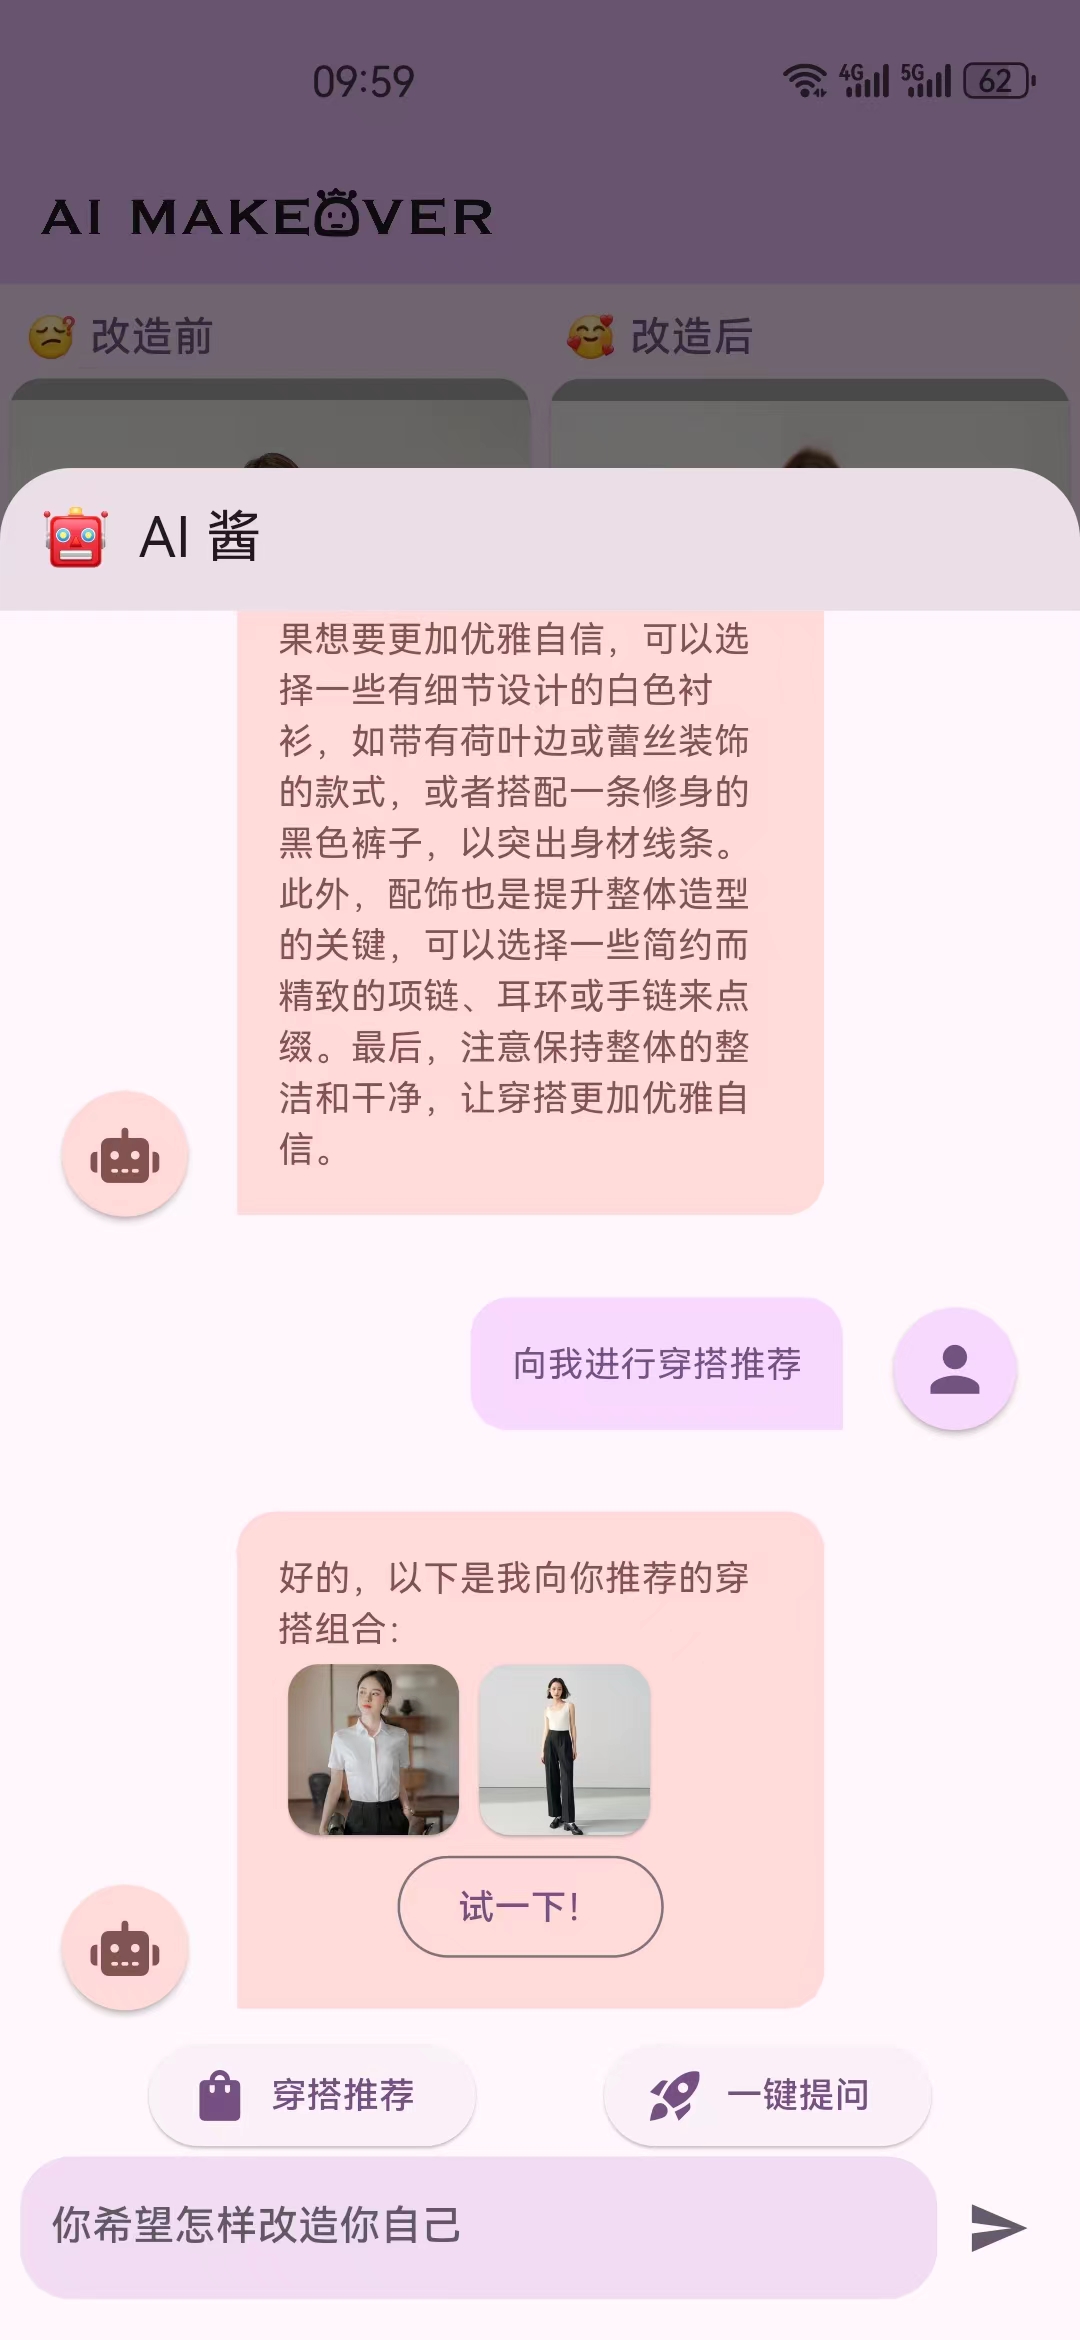 09:59
4G 5G 62
AI MAKEOVER
改造前
改造后
AI 酱
果想要更加优雅自信，可以选
择一些有细节设计的白色衬
衫，如带有荷叶边或蕾丝装饰
的款式，或者搭配一条修身的
黑色裤子，以突出身材线条。
此外，配饰也是提升整体造型
的关键，可以选择一些简约而
精致的项链、耳环或手链来点
缀。最后，注意保持整体的整
洁和干净，让穿搭更加优雅自
信。
向我进行穿搭推荐
好的，以下是我向你推荐的穿
搭组合：
试一下！
穿搭推荐
一键提问
你希望怎样改造你自己